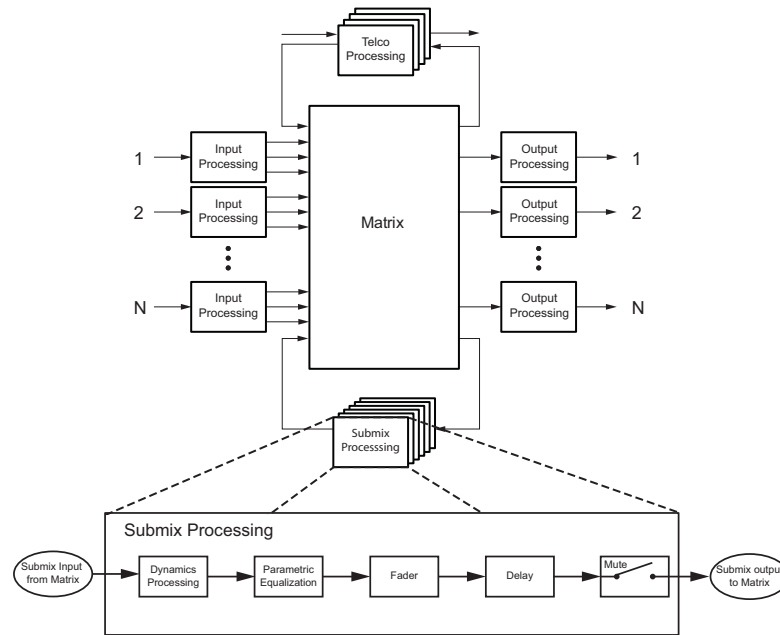 Telco
Processing
1
Input
Processing
Output
Processing
1
2
Input
Processing
Matrix
Output
Processing
2
N
Input
Processing
Output
Processing
N
Submix
Processsing
Submix Processing
Submix Input
from Matrix
Dynamics
Processing
Parametric
Equalization
Fader
Delay
Mute
Submix output
to Matrix